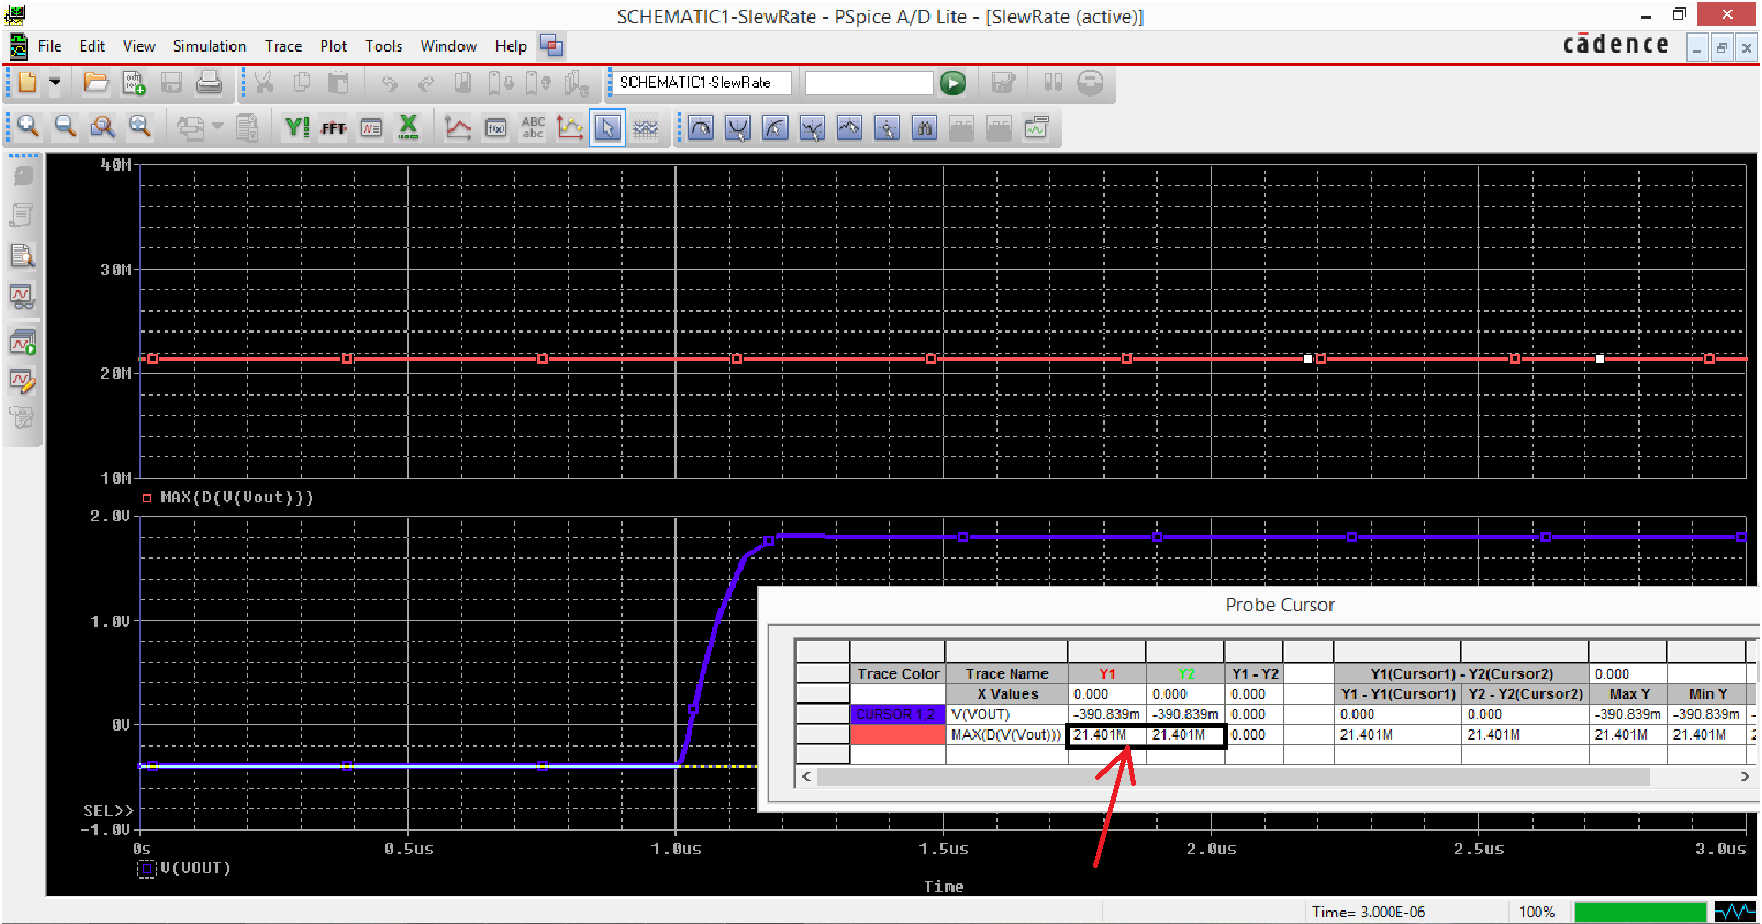 SCHEMATIC1-SlewRate - PSpice A/D Lite - [SlewRate (active)]
File Edit View Simulation Trace Plot Tools Window Help
cādence
SCHEMATIC1-SlewRate
Y! FFT ABC abc
40M
30M
20M
10M
MAX(D(V(Vout)))
2.0V
1.0V
0V
SEL>>
-1.0V
0s 0.5us 1.0us 1.5us 2.0us 2.5us 3.0us
V(VOUT)
Time
Probe Cursor
Trace Color Trace Name Y1 Y2 Y1 - Y2 Y1(Cursor1) - Y2(Cursor2) 0.000
X Values 0.000 0.000 0.000 Y1 - Y1(Cursor1) Y2 - Y2(Cursor2) Max Y Min Y
CURSOR 1,2 V(VOUT) -390.839m -390.839m 0.000 0.000 0.000 -390.839m -390.839m
MAX(D(V(Vout))) 21.401M 21.401M 0.000 21.401M 21.401M 21.401M 21.401M
Time= 3.000E-06 100%